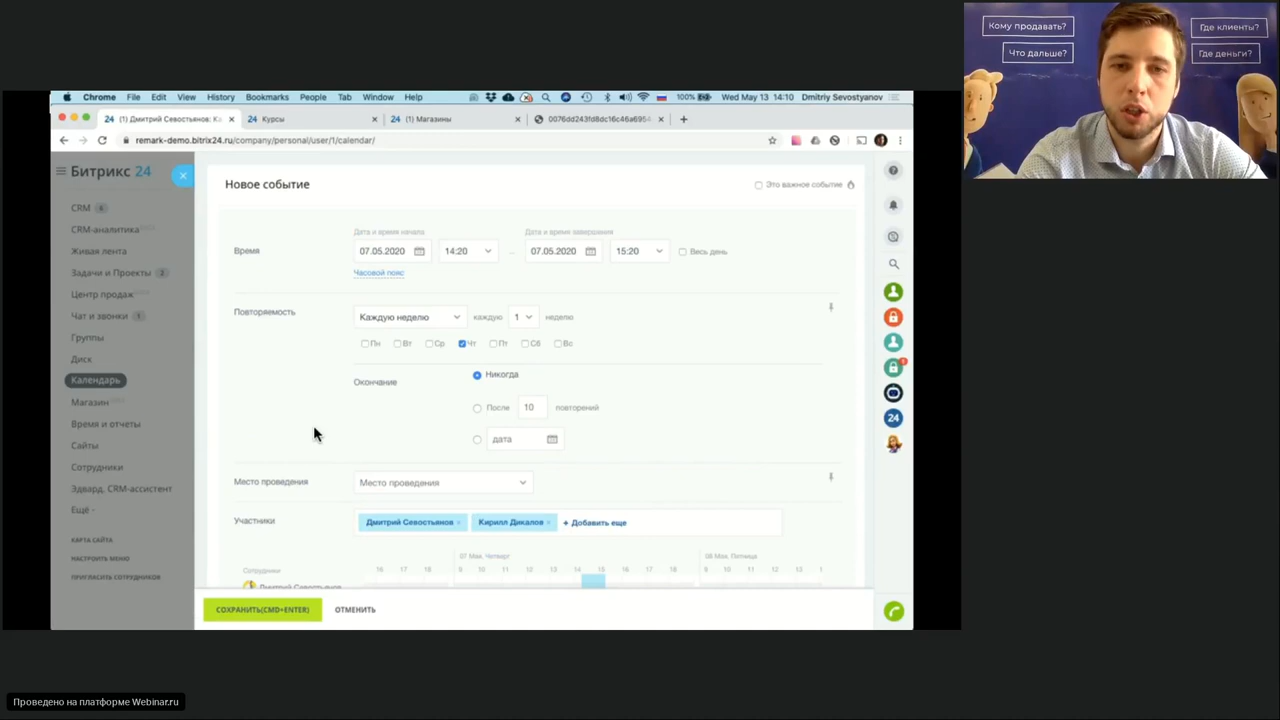 Кому продавать?
Где клиенты?
Что дальше?
Где деньги?
Chrome File Edit View History Bookmarks People Tab Window Help 100% Wed May 13 14:10 Dmitriy Sevostyanov
24 (1) Дмитрий Севостьянов: Ка × 24 Курсы × 24 (1) Магазины × 0076dd243fd8dc16c46a6954 × +
remark-demo.bitrix24.ru/company/personal/user/1/calendar/
Битрикс 24
CRM 6
CRM-аналитика
Живая лента
Задачи и Проекты 2
Центр продаж
Чат и звонки 1
Группы
Диск
Календарь
Магазин
Время и отчеты
Сайты
Сотрудники
Эдвард. CRM-ассистент
Ещё -
КАРТА САЙТА
НАСТРОИТЬ МЕНЮ
ПРИГЛАСИТЬ СОТРУДНИКОВ
Новое событие
Это важное событие
Дата и время начала
Дата и время завершения
Время
07.05.2020 14:20 - 07.05.2020 15:20 Весь день
Часовой пояс
Повторяемость
Каждую неделю каждую 1 неделю
Пн Вт Ср Чт Пт Сб Вс
Окончание
Никогда
После 10 повторений
дата
Место проведения
Место проведения
Участники
Дмитрий Севостьянов × Кирилл Дикалов × + Добавить еще
07 Мая, Четверг
08 Мая, Пятница
Сотрудники
16 17 18 9 10 11 12 13 14 15 16 17 18 9 10 11 12 13 1
Дмитрий Севостьянов
СОХРАНИТЬ(CMD+ENTER)
ОТМЕНИТЬ
24
Проведено на платформе Webinar.ru